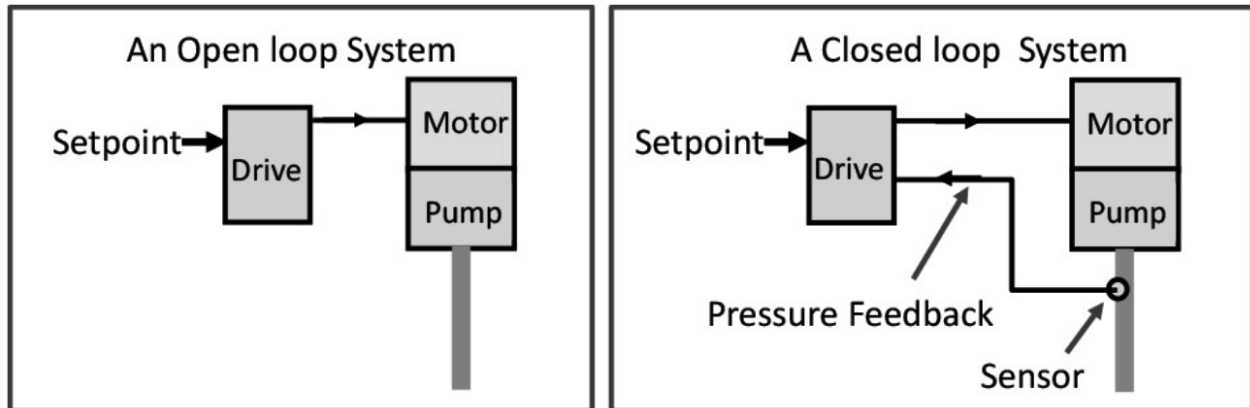 An Open loop System
Setpoint
Drive
Motor
Pump
A Closed loop System
Setpoint
Drive
Motor
Pump
Pressure Feedback
Sensor